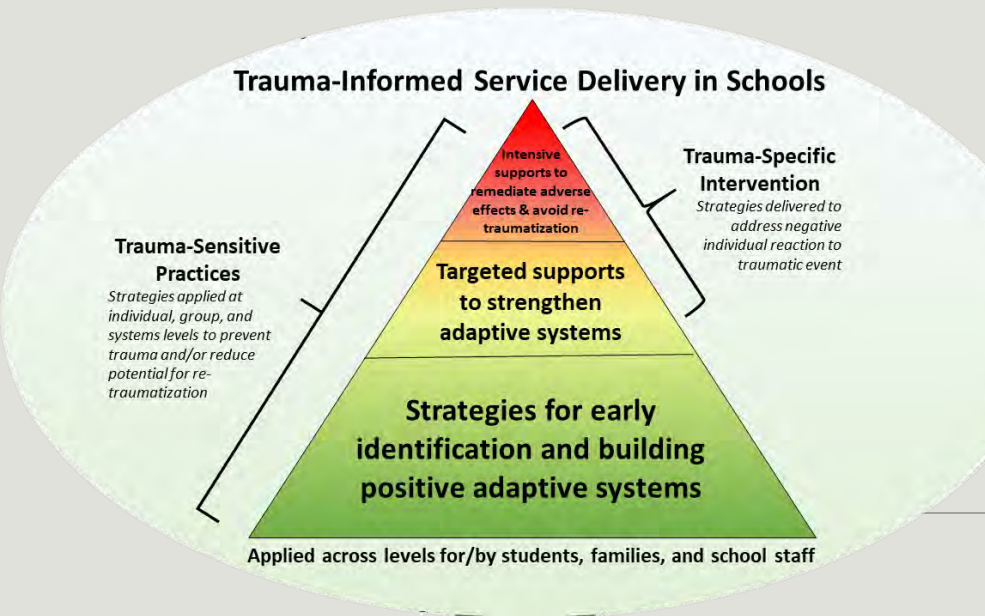 Trauma-Informed Service Delivery in Schools
Intensive
supports to
remediate adverse
effects & avoid re-
traumatization
Trauma-Specific
Intervention
Strategies delivered to
address negative
individual reaction to
traumatic event
Trauma-Sensitive
Practices
Strategies applied at
individual, group, and
systems levels to prevent
trauma and/or reduce
potential for re-
traumatization
Targeted supports
to strengthen
adaptive systems
Strategies for early
identification and building
positive adaptive systems
Applied across levels for/by students, families, and school staff